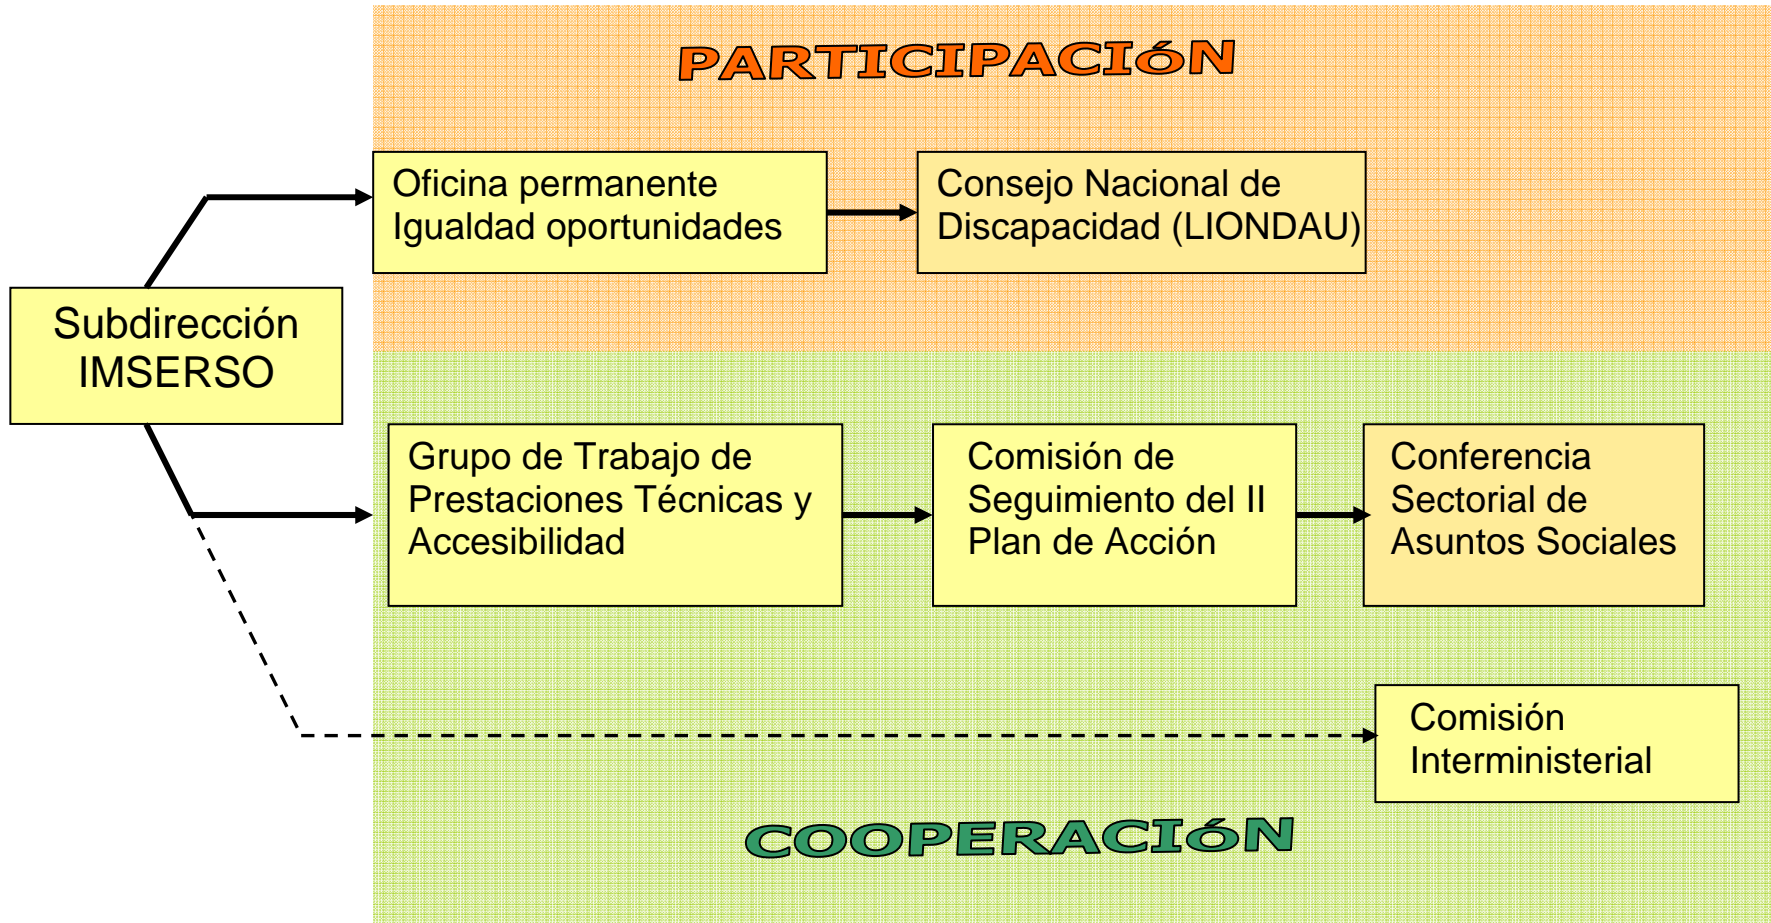 PARTICIPACIóN
Oficina permanente
Igualdad oportunidades
Consejo Nacional de
Discapacidad (LIONDAU)
Subdirección
IMSERSO
Grupo de Trabajo de
Prestaciones Técnicas y
Accesibilidad
Comisión de
Seguimiento del II
Plan de Acción
Conferencia
Sectorial de
Asuntos Sociales
Comisión
Interministerial
COOPERACIóN